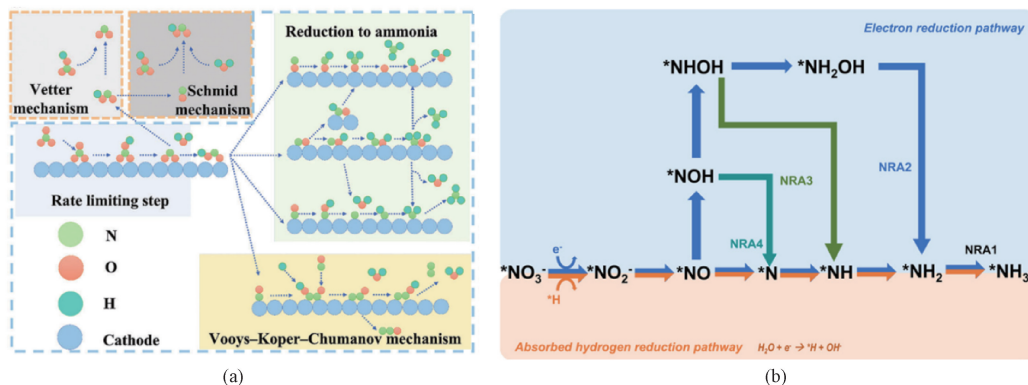 Vetter
mechanism
Schmid
mechanism
Reduction to ammonia
Rate limiting step
N
O
H
Cathode
Vooys–Koper–Chumanov mechanism
(a)
Electron reduction pathway
*NHOH
*NH₂OH
*NOH
NRA3
NRA2
NRA4
NRA1
e⁻
*NO₃⁻
*NO₂⁻
*NO
*N
*NH
*NH₂
*NH₃
*H
Absorbed hydrogen reduction pathway H₂O + e⁻ → *H + OH⁻
(b)